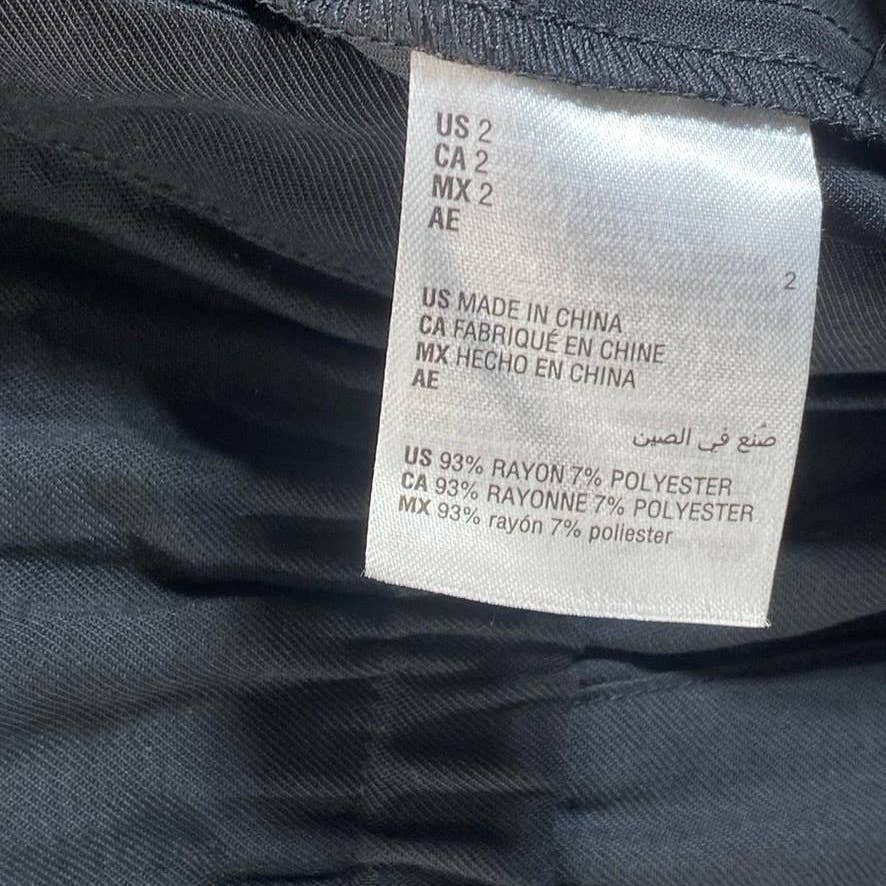 US 2
CA 2
MX 2
AE
2
US MADE IN CHINA
CA FABRIQUÉ EN CHINE
MX HECHO EN CHINA
AE
صُنع في الصين
US 93% RAYON 7% POLYESTER
CA 93% RAYONNE 7% POLYESTER
MX 93% rayón 7% poliester